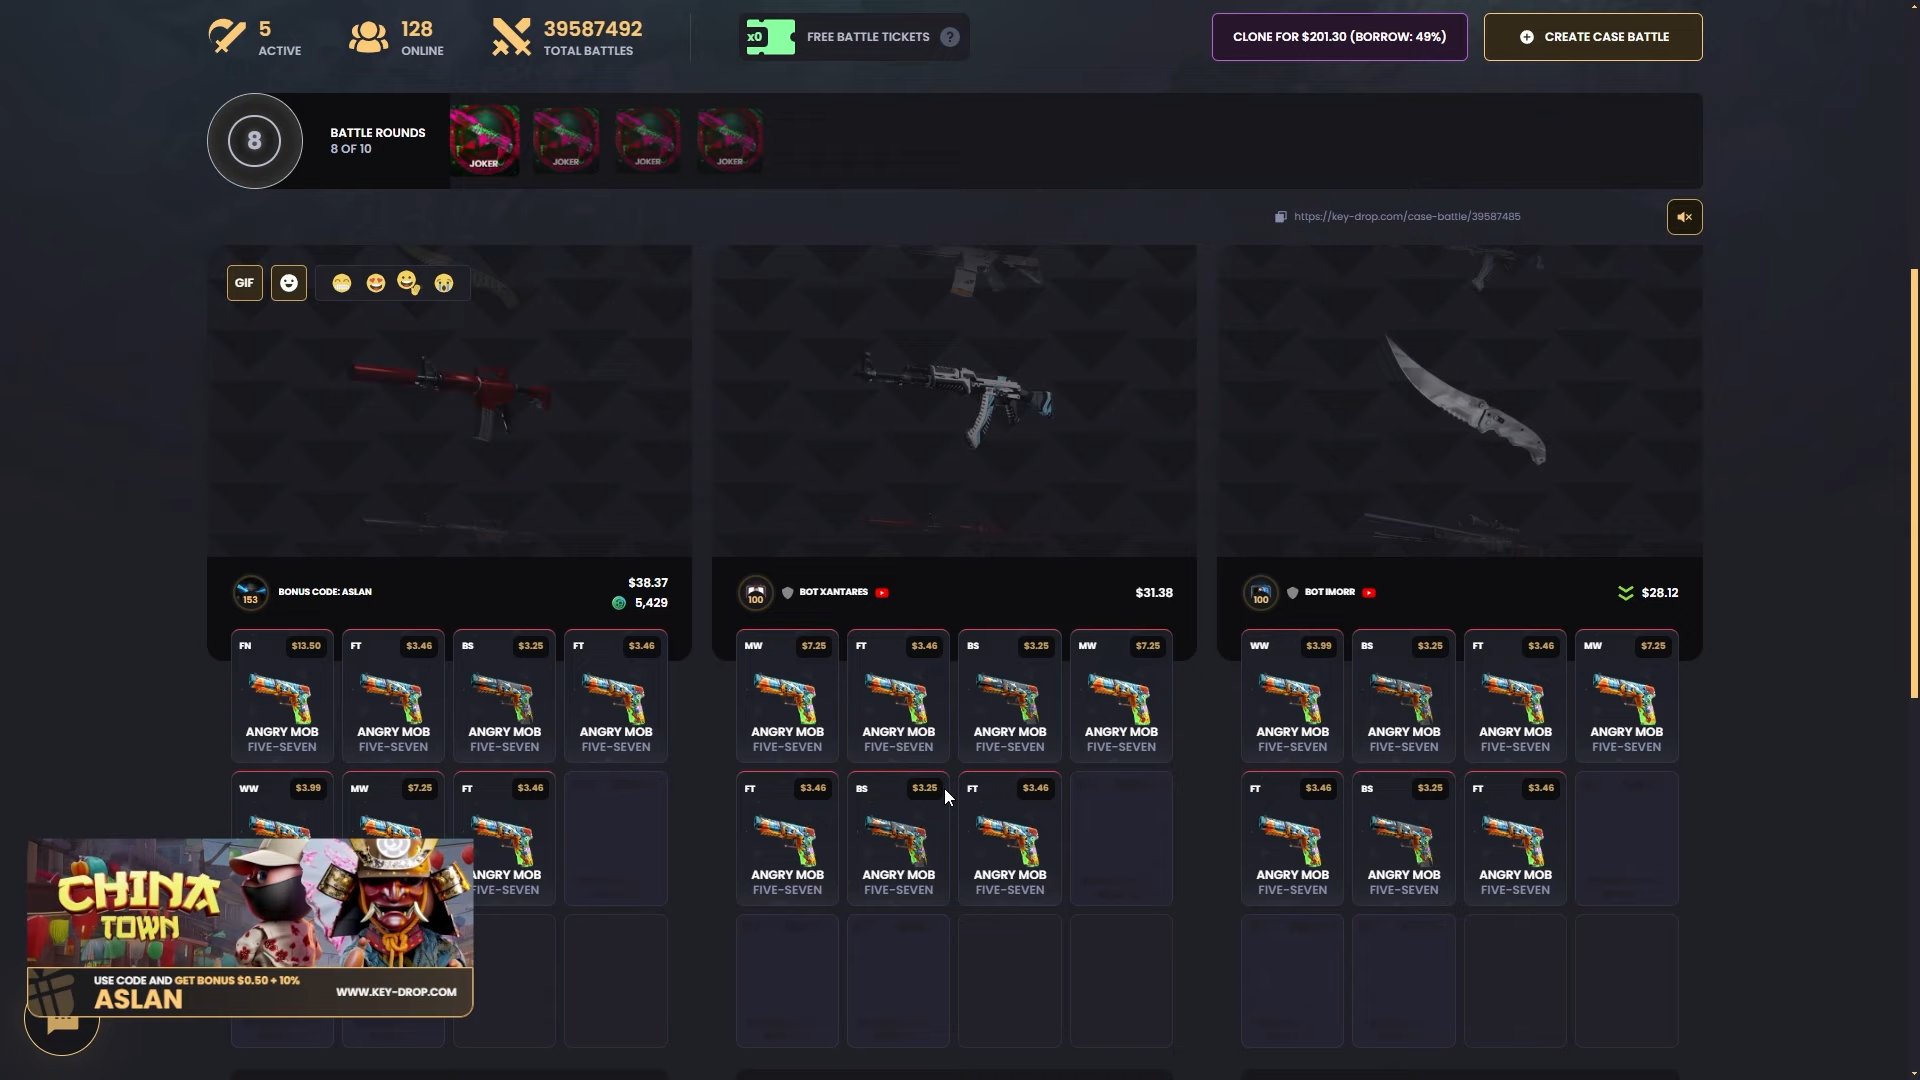 5
ACTIVE
128
ONLINE
39587492
TOTAL BATTLES
x0
FREE BATTLE TICKETS
?
CLONE FOR $201.30 (BORROW: 49%)
CREATE CASE BATTLE
8
BATTLE ROUNDS
8 OF 10
JOKER
JOKER
JOKER
JOKER
https://key-drop.com/case-battle/39587485
GIF
153
BONUS CODE: ASLAN
$38.37
5,429
100
BOT XANTARES
$31.38
100
BOT IMORR
$28.12
FN $13.50
ANGRY MOB
FIVE-SEVEN
FT $3.46
ANGRY MOB
FIVE-SEVEN
BS $3.25
ANGRY MOB
FIVE-SEVEN
FT $3.46
ANGRY MOB
FIVE-SEVEN
MW $7.25
ANGRY MOB
FIVE-SEVEN
FT $3.46
ANGRY MOB
FIVE-SEVEN
BS $3.25
ANGRY MOB
FIVE-SEVEN
MW $7.25
ANGRY MOB
FIVE-SEVEN
WW $3.99
ANGRY MOB
FIVE-SEVEN
BS $3.25
ANGRY MOB
FIVE-SEVEN
FT $3.46
ANGRY MOB
FIVE-SEVEN
MW $7.25
ANGRY MOB
FIVE-SEVEN
WW $3.99
MW $7.25
FT $3.46
ANGRY MOB
FIVE-SEVEN
FT $3.46
ANGRY MOB
FIVE-SEVEN
BS $3.25
ANGRY MOB
FIVE-SEVEN
FT $3.46
ANGRY MOB
FIVE-SEVEN
FT $3.46
ANGRY MOB
FIVE-SEVEN
BS $3.25
ANGRY MOB
FIVE-SEVEN
FT $3.46
ANGRY MOB
FIVE-SEVEN
CHINA
TOWN
USE CODE AND GET BONUS $0.50 + 10%
ASLAN
WWW.KEY-DROP.COM